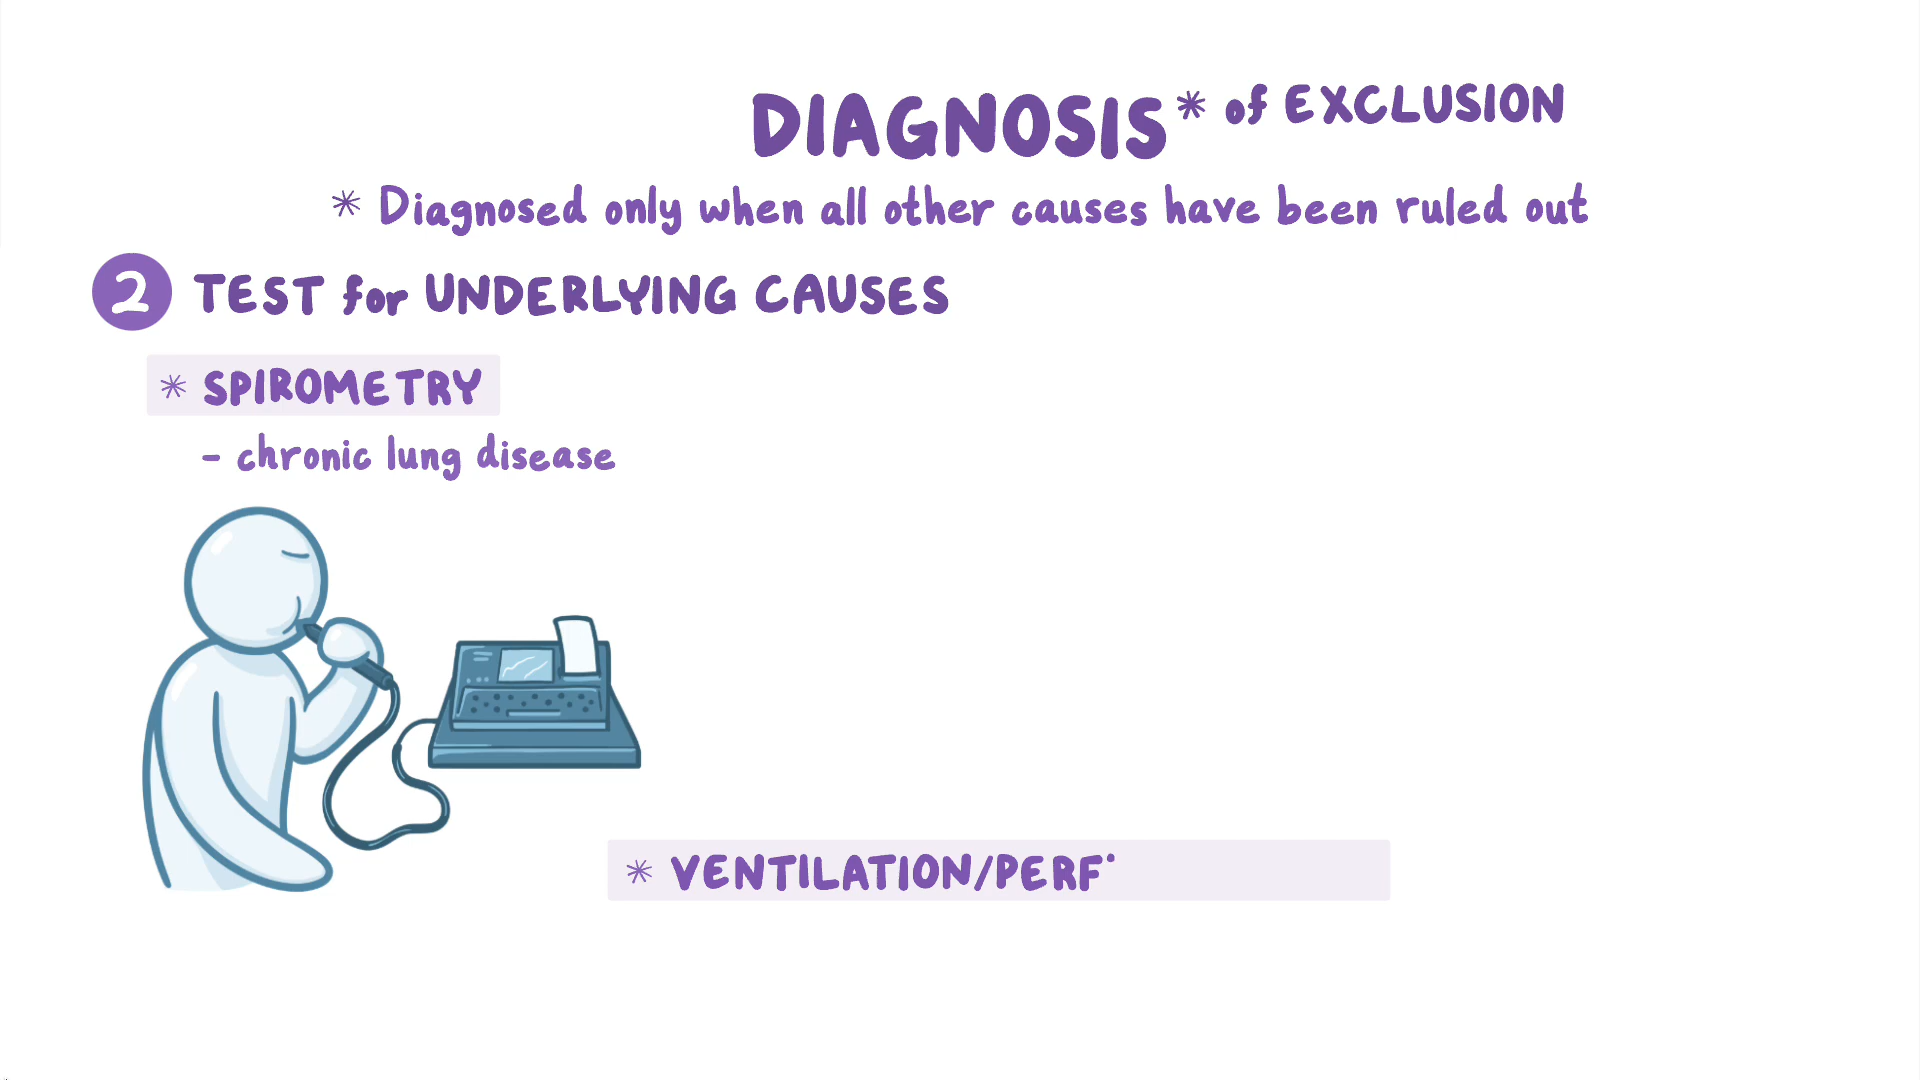 DIAGNOSIS* of EXCLUSION
* Diagnosed only when all other causes have been ruled out
2 TEST for UNDERLYING CAUSES
* SPIROMETRY
- chronic lung disease
* VENTILATION/PERF